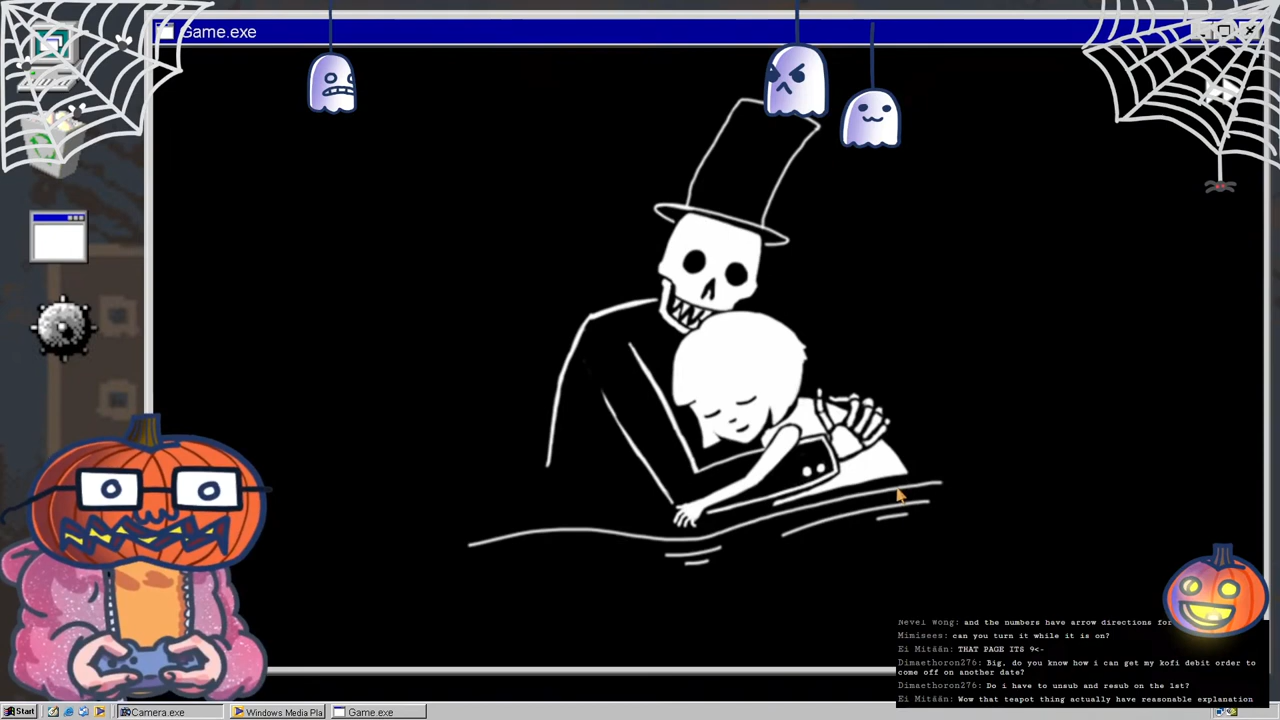 Game.exe
Nevel Wong: and the numbers have arrow directions for
Mimisees: can you turn it while it is on?
Ei Mitään: THAT PAGE ITS 9<-
Dimaethoron276: Big, do you know how i can get my kofi debit order to
come off on another date?
Dimaethoron276: Do i have to unsub and resub on the 1st?
Ei Mitään: Wow that teapot thing actually have reasonable explanation
Start
Camera.exe
Windows Media Pla
Game.exe